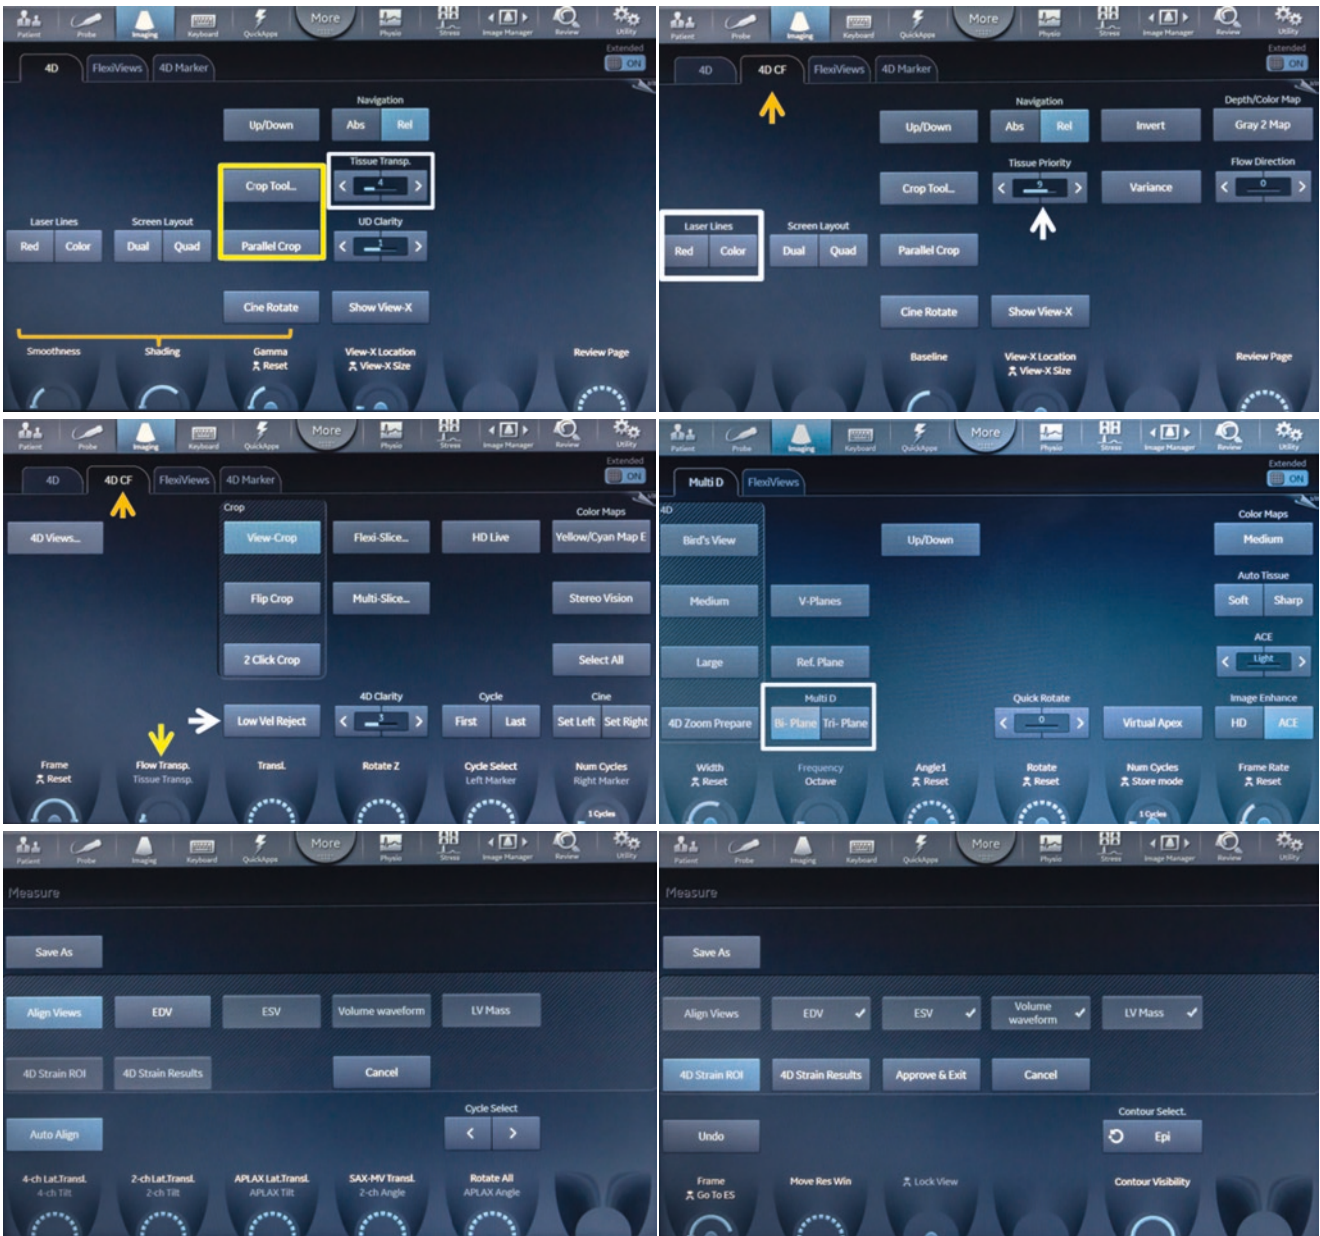 Patient Probe Imaging Keyboard QuickApps More Physio Stress Image Manager Review Utility
4D FlexiViews 4D Marker
Extended
ON
Navigation
Up/Down Abs Rel
Tissue Transp.
Crop Tool... < 4 >
Laser Lines Screen Layout UD Clarity
Red Color Dual Quad Parallel Crop < 1 >
Cine Rotate Show View-X
Smoothness Shading Gamma View-X Location Review Page
Reset View-X Size
Patient Probe Imaging Keyboard QuickApps More Physio Stress Image Manager Review Utility
4D 4D CF FlexiViews 4D Marker
Extended
ON
Navigation Depth/Color Map
Up/Down Abs Rel Invert Gray 2 Map
Tissue Priority Flow Direction
Crop Tool... < 9 > Variance < 0 >
Laser Lines Screen Layout
Red Color Dual Quad Parallel Crop
Cine Rotate Show View-X
Baseline View-X Location Review Page
View-X Size
Patient Probe Imaging Keyboard QuickApps More Physio Stress Image Manager Review Utility
4D 4D CF FlexiViews 4D Marker
Extended
ON
Crop Color Maps
4D Views... View-Crop Flexi-Slice... HD Live Yellow/Cyan Map E
Flip Crop Multi-Slice... Stereo Vision
2 Click Crop Select All
4D Clarity Cycle Cine
Low Vel Reject < 3 > First Last Set Left Set Right
Frame Flow Transp. Transl. Rotate Z Cycle Select Num Cycles
Reset Tissue Transp. Left Marker Right Marker
1 Cycles
Patient Probe Imaging Keyboard QuickApps More Physio Stress Image Manager Review Utility
Multi D FlexiViews
Extended
ON
4D Color Maps
Bird's View Up/Down Medium
Auto Tissue
Medium V-Planes Soft Sharp
ACE
Large Ref. Plane < Light >
Multi D Quick Rotate Image Enhance
4D Zoom Prepare Bi- Plane Tri- Plane < 0 > Virtual Apex HD ACE
Width Frequency Angle1 Rotate Num Cycles Frame Rate
Reset Octave Reset Reset Store mode Reset
1 Cycles
Patient Probe Imaging Keyboard QuickApps More Physio Stress Image Manager Review Utility
Measure
Save As
Align Views EDV ESV Volume waveform LV Mass
4D Strain ROI 4D Strain Results Cancel
Cycle Select
Auto Align < >
4-ch Lat.Transl. 2-ch Lat.Transl. APLAX Lat.Transl. SAX-MV Transl. Rotate All
4-ch Tilt 2-ch Tilt APLAX Tilt 2-ch Angle APLAX Angle
Patient Probe Imaging Keyboard QuickApps More Physio Stress Image Manager Review Utility
Measure
Save As
Align Views EDV ESV Volume waveform LV Mass
4D Strain ROI 4D Strain Results Approve & Exit Cancel
Contour Select.
Undo Epi
Frame Move Res Win Lock View Contour Visibility
Go To ES